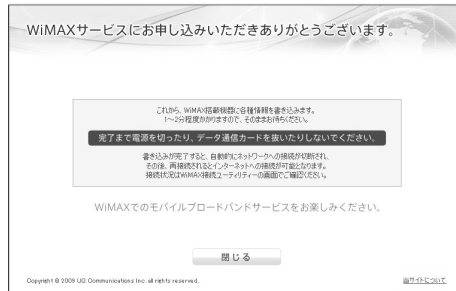 WiMAXサービスにお申し込みいただきありがとうございます。
これから、WiMAX搭載機器に各種情報を書き込みます。
1～2分程度かかりますので、そのままお待ちください。
完了まで電源を切ったり、データ通信カードを抜いたりしないでください。
書き込みが完了すると、自動的にネットワークへの接続が切断され、
その後、再接続されるとインターネットへの接続が可能となります。
接続状況はWiMAX接続ユーティリティーの画面でご確認ください。
WiMAXでのモバイルブロードバンドサービスをお楽しみください。
閉じる
Copyright © 2009 UQ Communications Inc. all rights reserved.
当サイトについて